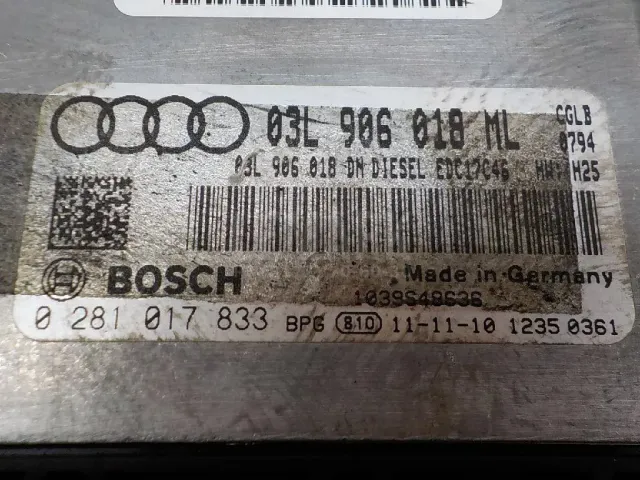 03L 906 018 ML
CGLB
0794
03L 906 018 DN DIESEL EDC17C46 HW: H25
BOSCH
Made in Germany
1039S48636
0 281 017 833 BPG 810 11-11-10 1235 0361